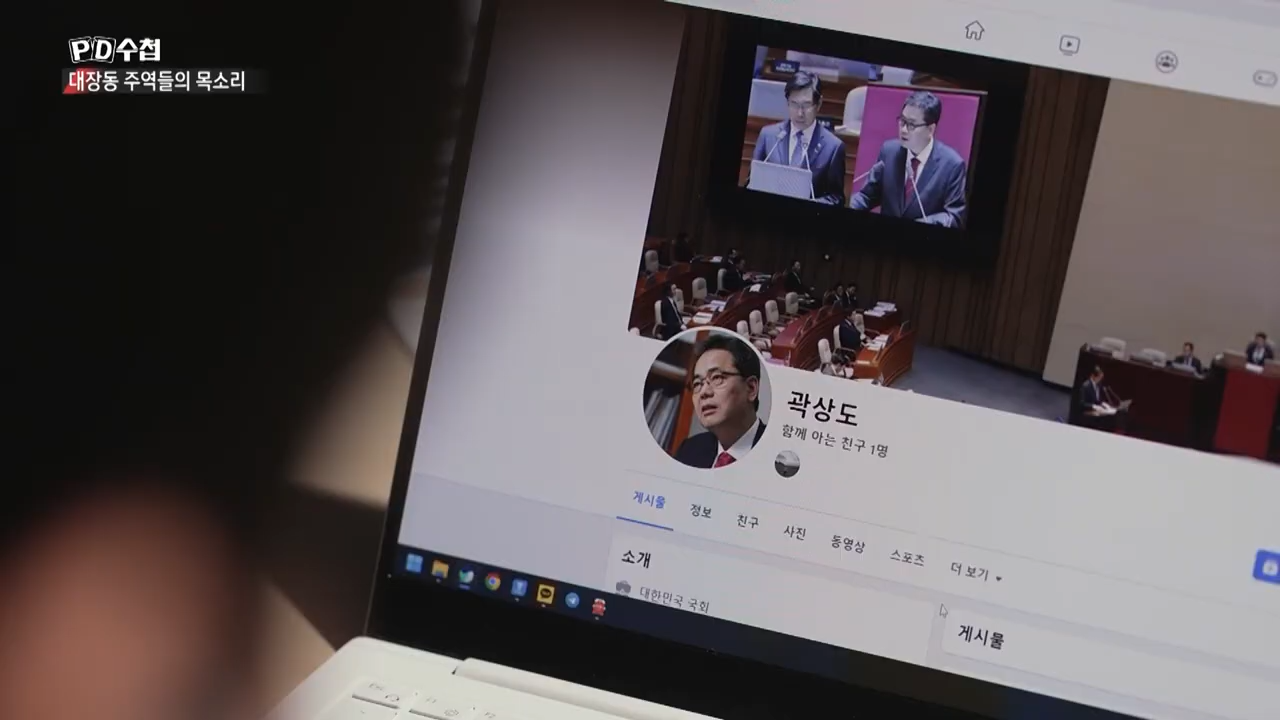 PD수첩
대장동 주역들의 목소리
곽상도
함께 아는 친구 1명
게시물 정보 친구 사진 동영상 스포츠 더 보기
소개
대한민국 국회
게시물